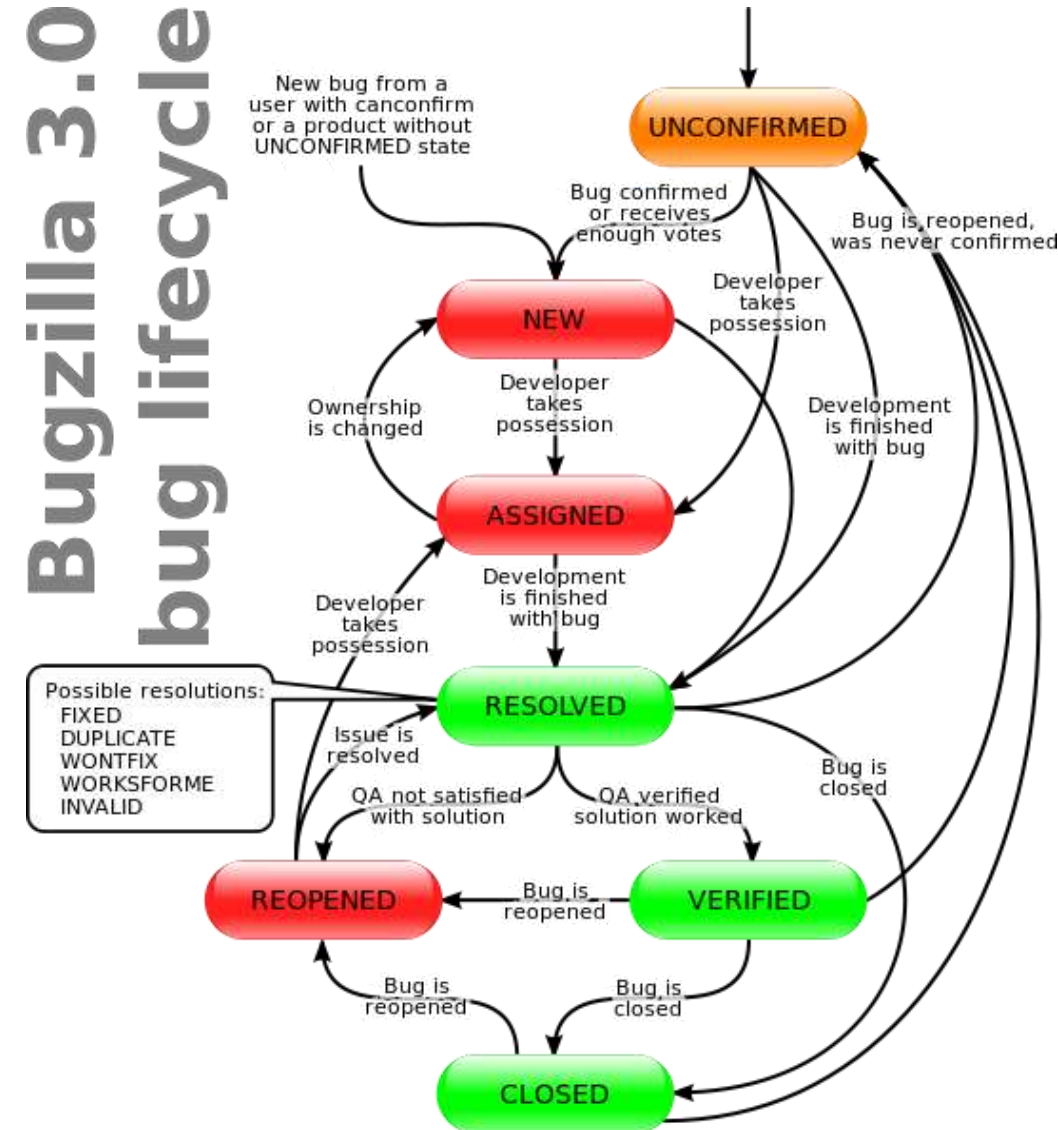 Bugzilla 3.0
bug lifecycle
New bug from a
user with canconfirm
or a product without
UNCONFIRMED state
UNCONFIRMED
Bug confirmed
or receives
enough votes
Bug is reopened,
was never confirmed
Developer
takes
possession
NEW
Developer
takes
possession
Ownership
is changed
Development
is finished
with bug
ASSIGNED
Development
is finished
with bug
Developer
takes
possession
Possible resolutions:
FIXED
DUPLICATE
WONTFIX
WORKSFORME
INVALID
RESOLVED
Issue is
resolved
Bug is
closed
QA not satisfied
with solution
QA verified
solution worked
REOPENED
Bug is
reopened
VERIFIED
Bug is
reopened
Bug is
closed
CLOSED